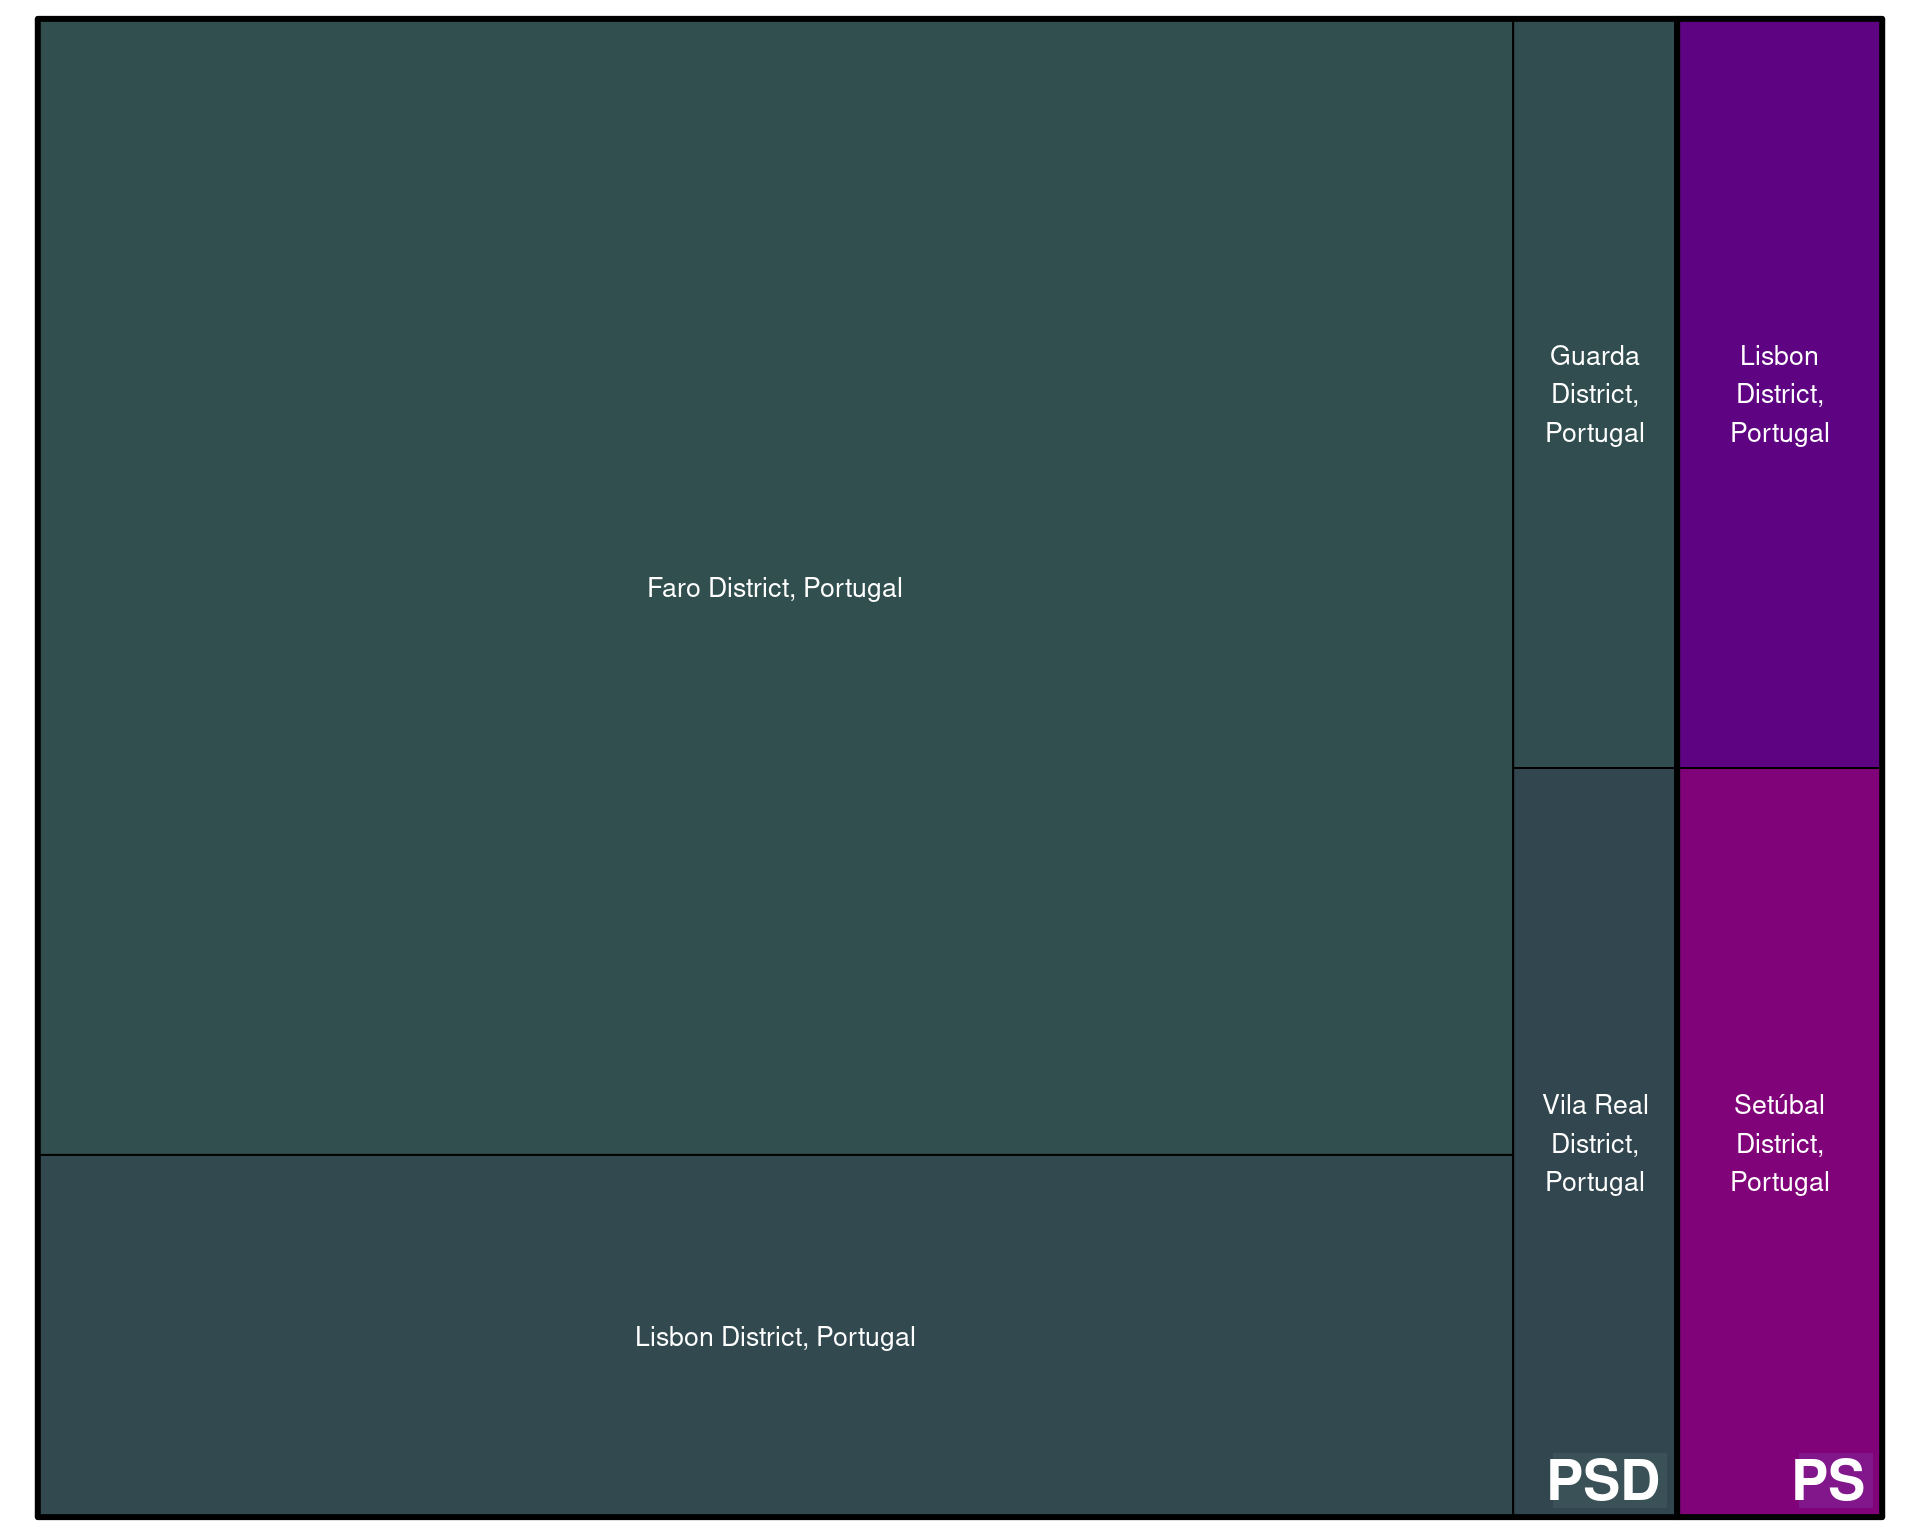 Faro District, Portugal
Lisbon District, Portugal
Guarda
District,
Portugal
Vila Real
District,
Portugal
PSD
Lisbon
District,
Portugal
Setúbal
District,
Portugal
PS